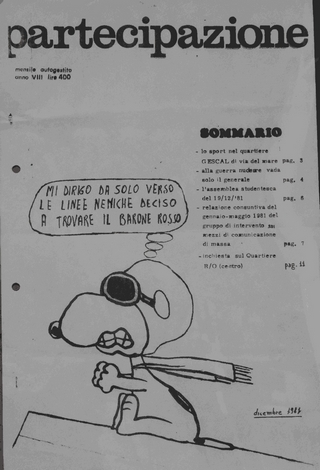 partecipazione
mensile autogestito
anno VIII lire 400
SOMMARIO
- lo sport nel quartiere
GESCAL di via del mare pag. 3
- alla guerra nucleare vada
solo il generale pag. 4
- l'assemblea studentesca
del 19/12/81 pag. 6
- relazione consuntiva del
gennaio-maggio 1981 del
gruppo di intervento sui
mezzi di comunicazione
di massa pag. 7
- inchiesta sul Quartiere
(centro) pag. 11
MI DIRIGO DA SOLO VERSO
LE LINEE NEMICHE DECISO
A TROVARE IL BARONE ROSSO
dicembre 1981